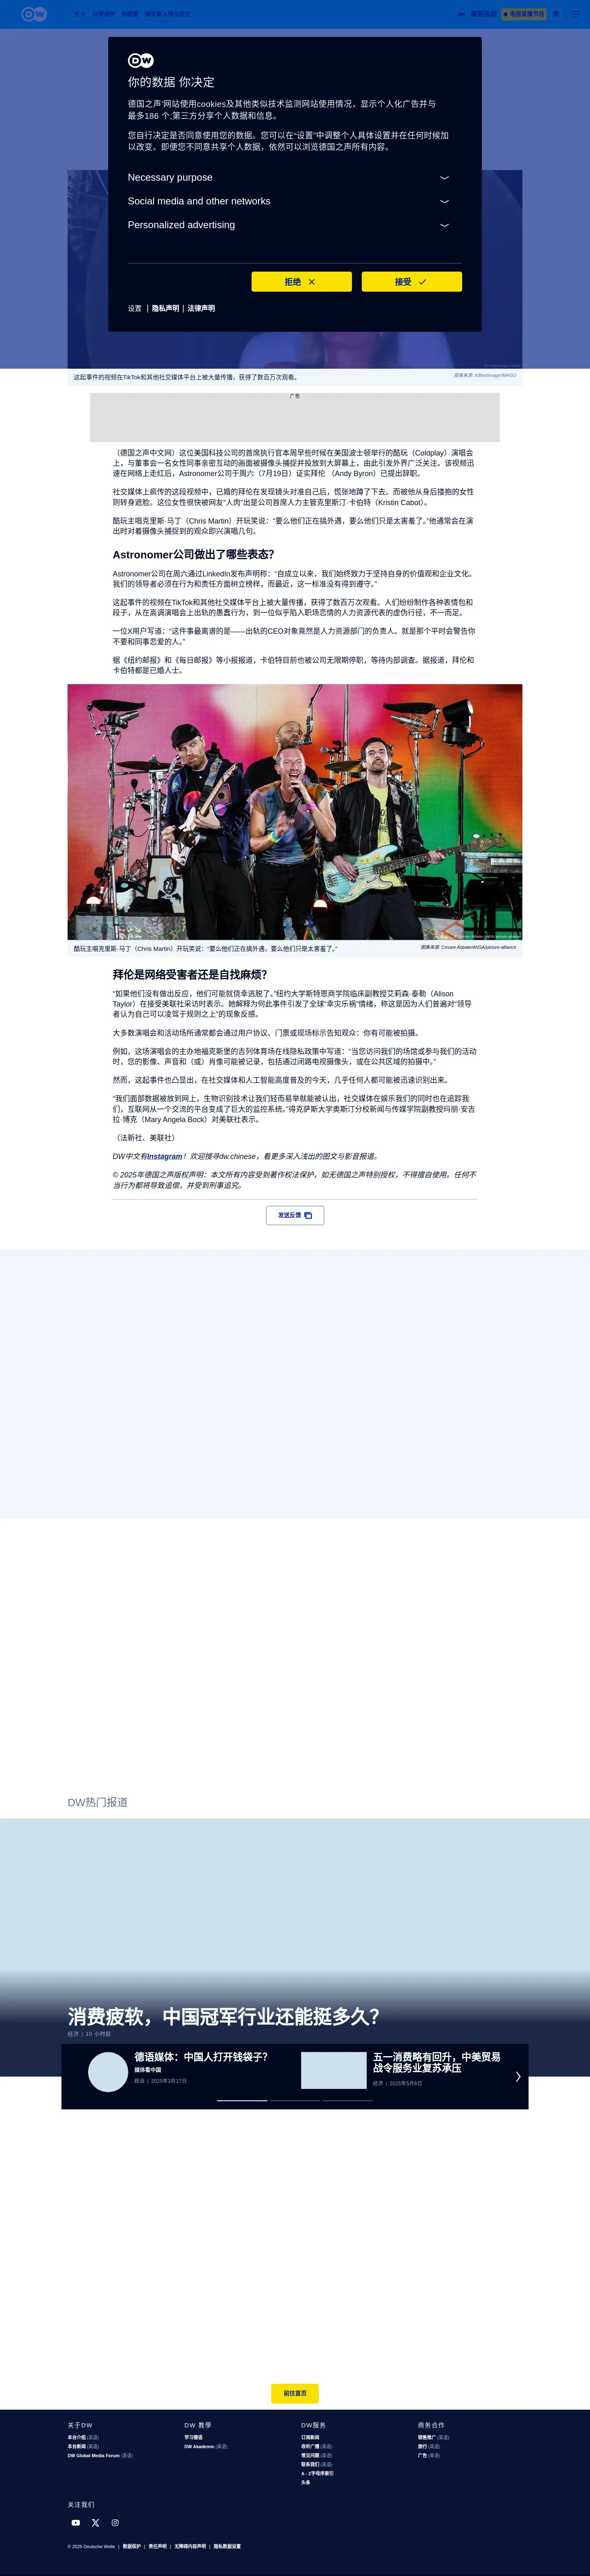 DW
最新视频
电视直播节目
你的数据 你决定
德国之声'网站使用cookies及其他类似技术监测网站使用情况，显示个人化广告并与
最多186 个;第三方分享个人数据和信息。
您自行决定是否同意使用您的数据。您可以在“设置”中调整个人具体设置并在任何时候加
以改变。即便您不同意共享个人数据，依然可以浏览德国之声所有内容。
Necessary purpose
Social media and other networks
Personalized advertising
拒绝
接受
设置 | 隐私声明 | 法律声明
这起事件的视频在TikTok和其他社交媒体平台上被大量传播，获得了数百万次观看。
图像来源: ©/Bestimage/IMAGO
广告
（德国之声中文网）这位美国科技公司的首席执行官本周早些时候在美国波士顿举行的酷玩（Coldplay）演唱会
上，与董事会一名女性同事亲密互动的画面被摄像头捕捉并投放到大屏幕上，由此引发外界广泛关注。该视频迅
速在网络上走红后，Astronomer公司于周六（7月19日）证实拜伦 （Andy Byron）已提出辞职。
社交媒体上疯传的这段视频中，已婚的拜伦在发现镜头对准自己后，慌张地蹲了下去。而被他从身后搂抱的女性
则转身遮脸。这位女性很快被网友“人肉”出是公司首席人力主管克里斯汀·卡伯特（Kristin Cabot）。
酷玩主唱克里斯·马丁（Chris Martin）开玩笑说：“要么他们正在搞外遇，要么他们只是太害羞了。”他通常会在演
出时对着摄像头捕捉到的观众即兴演唱几句。
Astronomer公司做出了哪些表态？
Astronomer公司在周六通过LinkedIn发布声明称：“自成立以来，我们始终致力于坚持自身的价值观和企业文化。
我们的领导者必须在行为和责任方面树立榜样，而最近，这一标准没有得到遵守。”
这起事件的视频在TikTok和其他社交媒体平台上被大量传播，获得了数百万次观看。人们纷纷制作各种表情包和
段子，从在高调演唱会上出轨的愚蠢行为，到一位似乎陷入职场恋情的人力资源代表的虚伪行径，不一而足。
一位X用户写道：“这件事最离谱的是——出轨的CEO对象竟然是人力资源部门的负责人。就是那个平时会警告你
不要和同事恋爱的人。”
据《纽约邮报》和《每日邮报》等小报报道，卡伯特目前也被公司无限期停职，等待内部调查。据报道，拜伦和
卡伯特都是已婚人士。
酷玩主唱克里斯·马丁（Chris Martin）开玩笑说：“要么他们正在搞外遇，要么他们只是太害羞了。”
图像来源: Cesare Abbate/ANSA/picture-alliance
拜伦是网络受害者还是自找麻烦？
“如果他们没有做出反应，他们可能就侥幸逃脱了。”纽约大学斯特恩商学院临床副教授艾莉森·泰勒（Alison
Taylor）在接受美联社采访时表示。她解释为何此事件引发了全球“幸灾乐祸”情绪，称这是因为人们普遍对“领导
者认为自己可以凌驾于规则之上”的现象反感。
大多数演唱会和活动场所通常都会通过用户协议、门票或现场标示告知观众：你有可能被拍摄。
例如，这场演唱会的主办地福克斯堡的吉列体育场在线隐私政策中写道：“当您访问我们的场馆或参与我们的活动
时，您的影像、声音和（或）肖像可能被记录，包括通过闭路电视摄像头，或在公共区域的拍摄中。”
然而，这起事件也凸显出，在社交媒体和人工智能高度普及的今天，几乎任何人都可能被迅速识别出来。
“我们面部数据被放到网上，生物识别技术让我们轻而易举就能被认出，社交媒体在娱乐我们的同时也在追踪我
们，互联网从一个交流的平台变成了巨大的监控系统。”得克萨斯大学奥斯汀分校新闻与传媒学院副教授玛丽·安吉
拉·博克（Mary Angela Bock）对美联社表示。
（法新社、美联社）
DW中文有Instagram！欢迎搜寻dw.chinese，看更多深入浅出的图文与影音报道。
© 2025年德国之声版权声明：本文所有内容受到著作权法保护，如无德国之声特别授权，不得擅自使用。任何不
当行为都将导致追偿，并受到刑事追究。
发送反馈
DW热门报道
消费疲软，中国冠军行业还能挺多久？
经济 | 10 小时前
德语媒体：中国人打开钱袋子？
媒体看中国
政治 | 2025年3月17日
五一消费略有回升，中美贸易
战令服务业复苏承压
经济 | 2025年5月6日
前往首页
关于DW
本台介绍 (英语)
本台新闻 (英语)
DW Global Media Forum (英语)
DW 教學
学习德语
DW Akademie (英语)
DW服务
订阅新闻
收听广播 (英语)
常见问题 (英语)
联系我们 (英语)
A - Z字母序索引
头条
商务合作
销售推广 (英语)
旅行 (英语)
广告 (英语)
关注我们
© 2025 Deutsche Welle | 数据保护 | 责任声明 | 无障碍内容声明 | 隐私数据设置